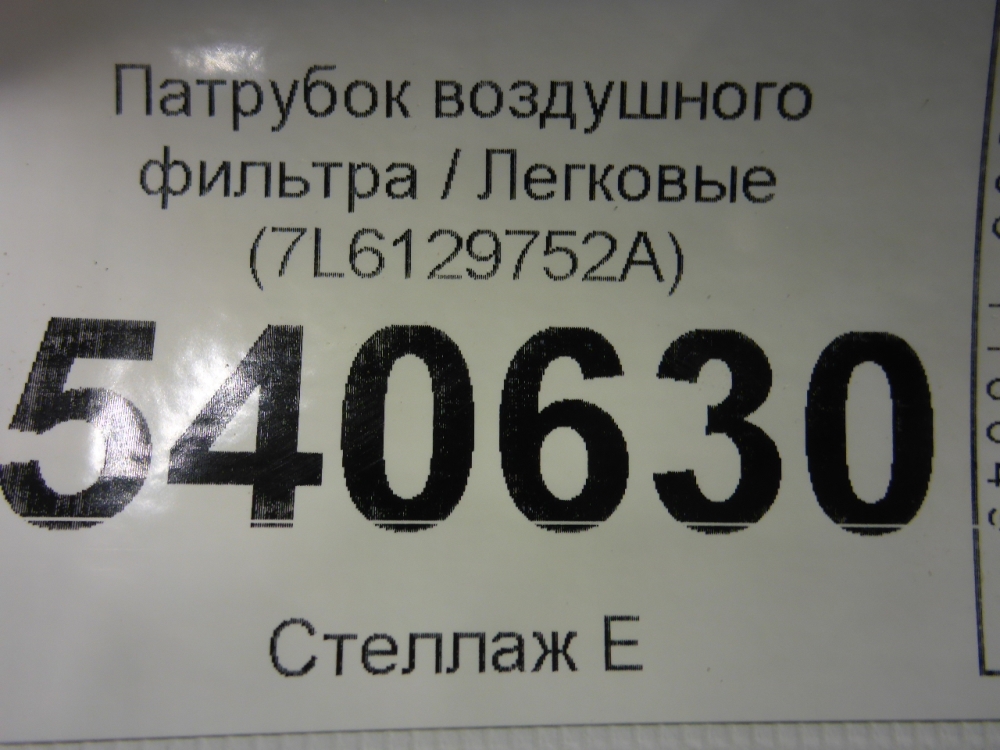 Патрубок воздушного
фильтра / Легковые
(7L6129752A)
540630
Стеллаж Е